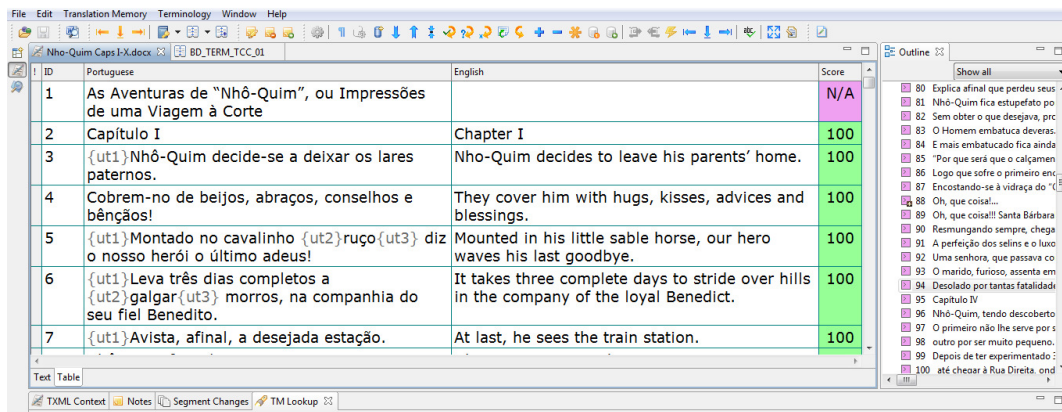 File Edit Translation Memory Terminology Window Help
Nho-Quim Caps I-X.docx BD_TERM_TCC_01
! ID Portuguese English Score
1 As Aventuras de “Nhô-Quim”, ou Impressões N/A
de uma Viagem à Corte
2 Capítulo I Chapter I 100
3 {ut1}Nhô-Quim decide-se a deixar os lares Nho-Quim decides to leave his parents’ home. 100
paternos.
4 Cobrem-no de beijos, abraços, conselhos e They cover him with hugs, kisses, advices and 100
bênçãos! blessings.
5 {ut1}Montado no cavalinho {ut2}ruço{ut3} diz Mounted in his little sable horse, our hero 100
o nosso herói o último adeus! waves his last goodbye.
6 {ut1}Leva três dias completos a It takes three complete days to stride over hills 100
{ut2}galgar{ut3} morros, na companhia do in the company of the loyal Benedict.
seu fiel Benedito.
7 {ut1}Avista, afinal, a desejada estação. At last, he sees the train station. 100
Text Table
TXML Context Notes Segment Changes TM Lookup
Outline
Show all
80 Explica afinal que perdeu seus
81 Nhô-Quim fica estupefato po
82 Sem obter o que desejava, pro
83 O Homem embatuca deveras.
84 E mais embatucado fica ainda
85 “Por que será que o calçamen
86 Logo que sofre o primeiro enc
87 Encostando-se à vidraça do “
88 Oh, que coisa!...
89 Oh, que coisa!!! Santa Bárbara
90 Resmungando sempre, chega
91 A perfeição dos selins e o luxo
92 Uma senhora, que passava co
93 O marido, furioso, assenta em
94 Desolado por tantas fatalidade
95 Capítulo IV
96 Nhô-Quim, tendo descoberto
97 O primeiro não lhe serve por s
98 outro por ser muito pequeno.
99 Depois de ter experimentado
100 até chegar à Rua Direita, ond